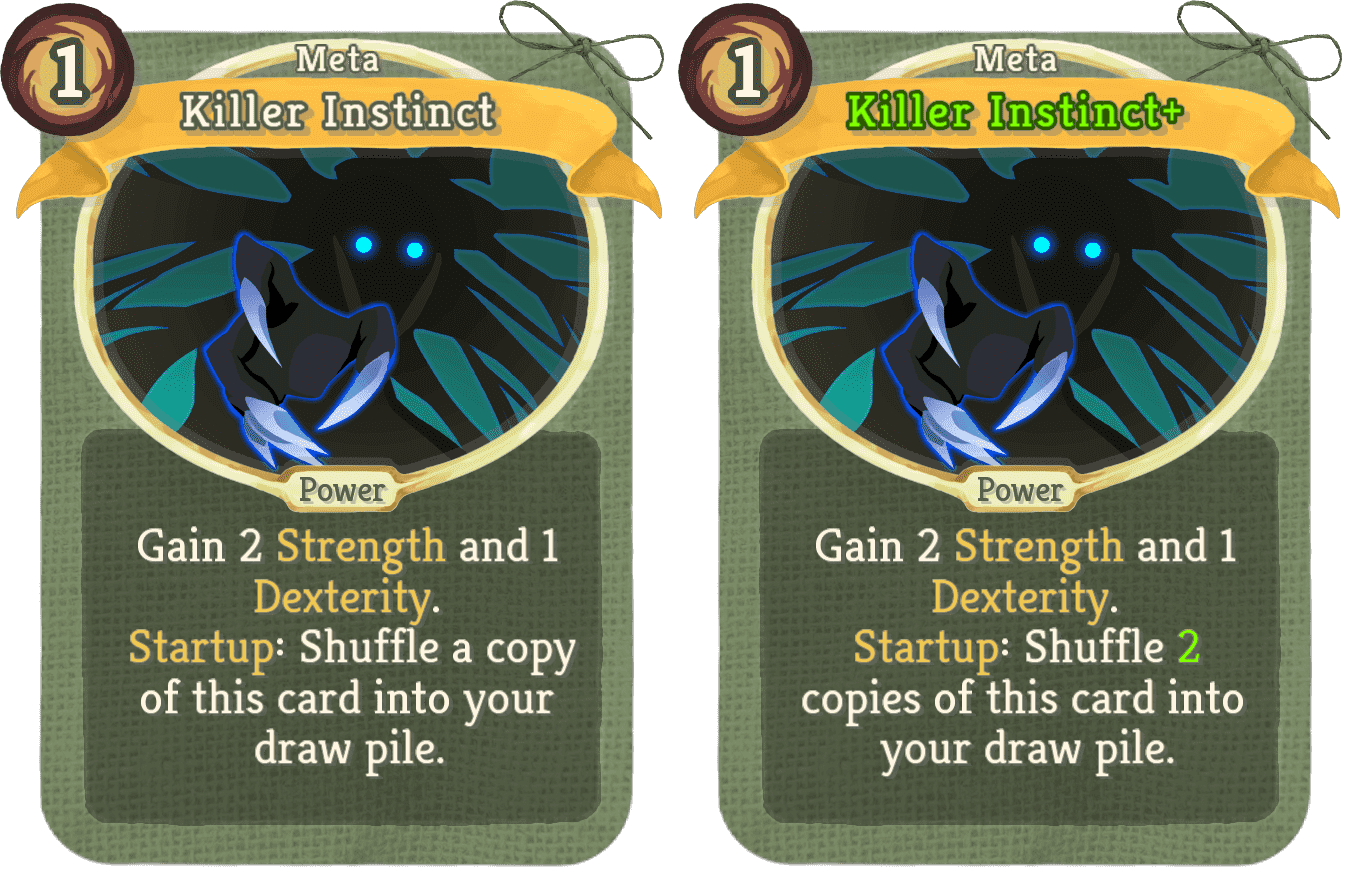 1
Meta
Killer Instinct
Power
Gain 2 Strength and 1
Dexterity.
Startup: Shuffle a copy
of this card into your
draw pile.
1
Meta
Killer Instinct+
Power
Gain 2 Strength and 1
Dexterity.
Startup: Shuffle 2
copies of this card into
your draw pile.